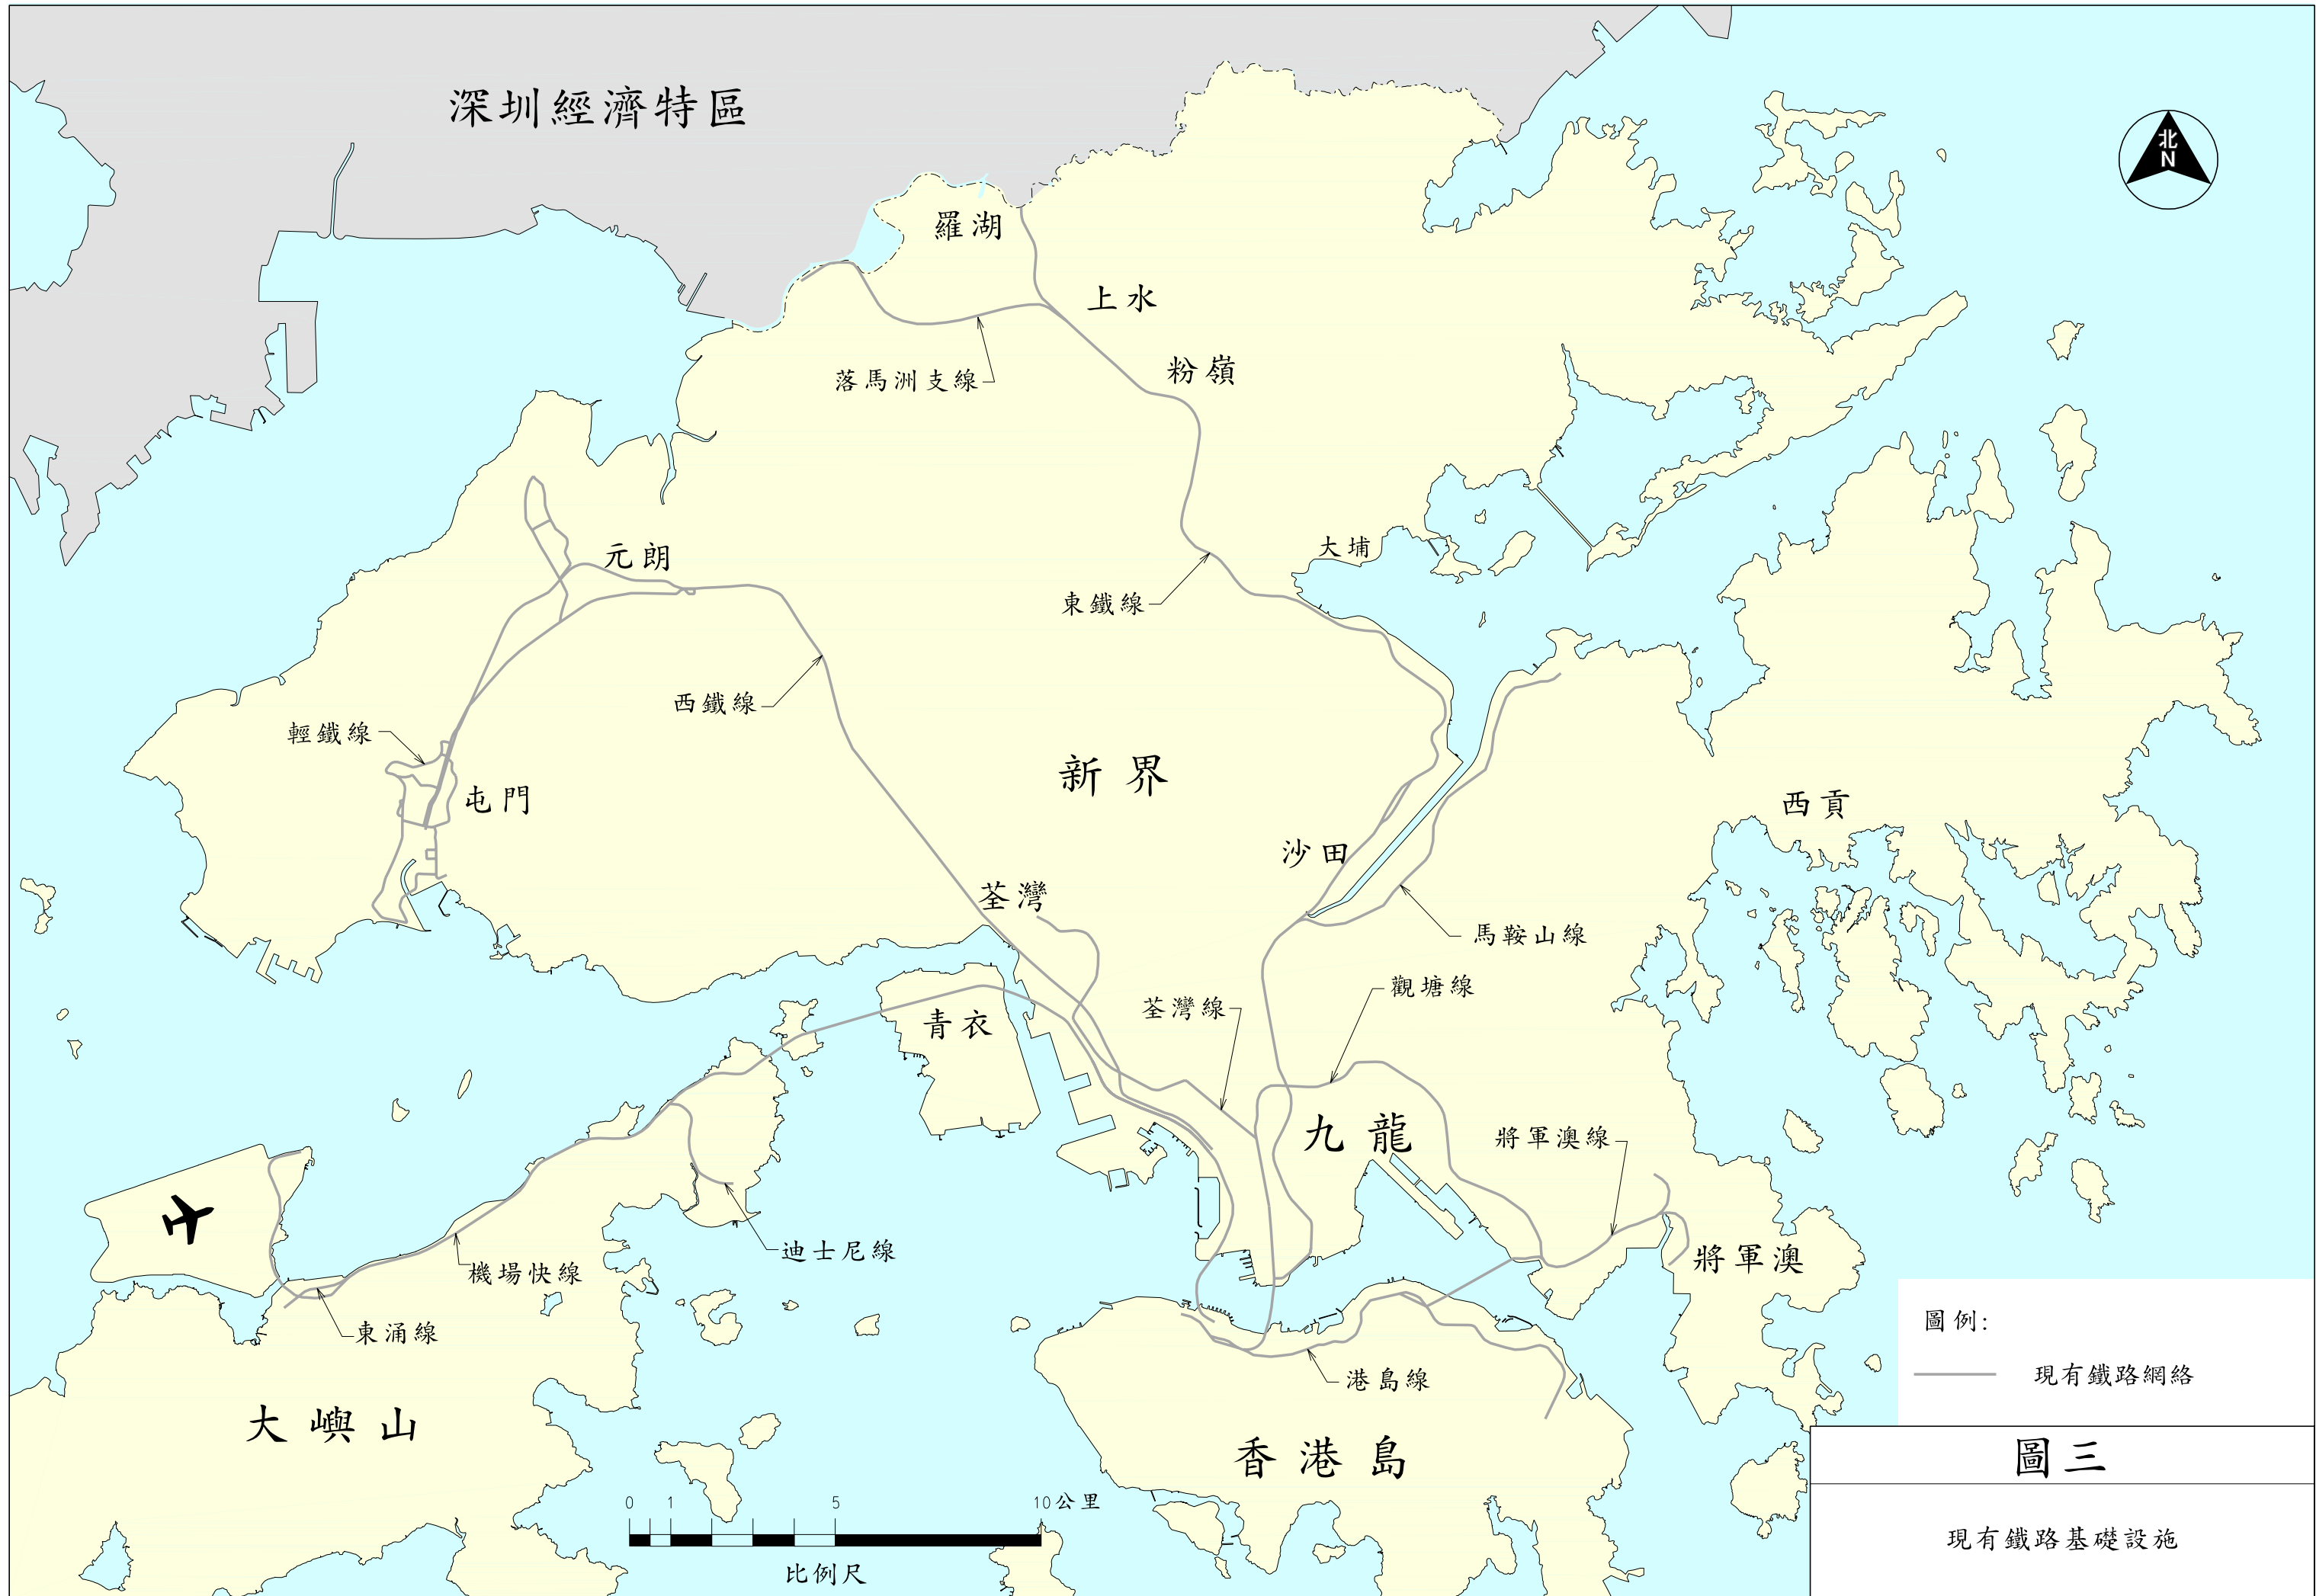 深圳經濟特區
北
N
羅湖
上水
落馬洲支線
粉嶺
元朗
大埔
東鐵線
西鐵線
輕鐵線
新界
屯門
西貢
沙田
荃灣
馬鞍山線
觀塘線
荃灣線
青衣
九龍
將軍澳線
迪士尼線
將軍澳
機場快線
東涌線
港島線
大嶼山
香港島
0 1 5 10公里
比例尺
圖例:
現有鐵路網絡
圖三
現有鐵路基礎設施